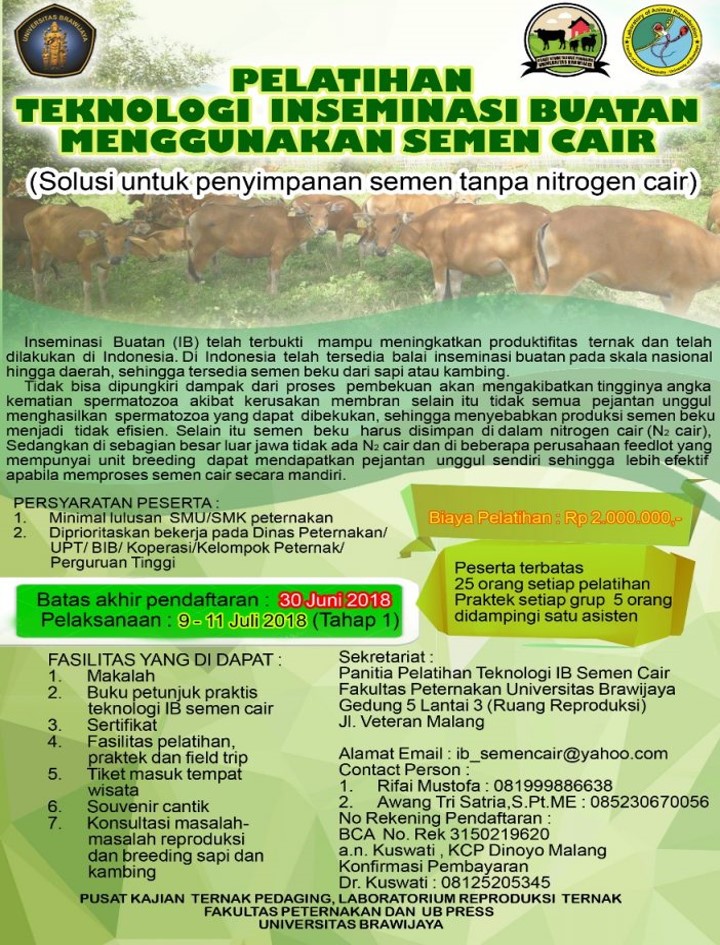 UNIVERSITAS BRAWIJAYA
UNIVERSITAS BRAWIJAYA
Laboratory of Animal Reproduction
PELATIHAN
TEKNOLOGI INSEMINASI BUATAN
MENGGUNAKAN SEMEN CAIR
(Solusi untuk penyimpanan semen tanpa nitrogen cair)
Inseminasi Buatan (IB) telah terbukti mampu meningkatkan produktifitas ternak dan telah
dilakukan di Indonesia. Di Indonesia telah tersedia balai inseminasi buatan pada skala nasional
hingga daerah, sehingga tersedia semen beku dari sapi atau kambing.
Tidak bisa dipungkiri dampak dari proses pembekuan akan mengakibatkan tingginya angka
kematian spermatozoa akibat kerusakan membran selain itu tidak semua pejantan unggul
menghasilkan spermatozoa yang dapat dibekukan, sehingga menyebabkan produksi semen beku
menjadi tidak efisien. Selain itu semen beku harus disimpan di dalam nitrogen cair (N₂ cair),
Sedangkan di sebagian besar luar jawa tidak ada N₂ cair dan di beberapa perusahaan feedlot yang
mempunyai unit breeding dapat mendapatkan pejantan unggul sendiri sehingga lebih efektif
apabila memproses semen cair secara mandiri.
PERSYARATAN PESERTA :
1. Minimal lulusan SMU/SMK peternakan
2. Diprioritaskan bekerja pada Dinas Peternakan/
UPT/ BIB/ Koperasi/Kelompok Peternak/
Perguruan Tinggi
Biaya Pelatihan : Rp 2.000.000,-
Peserta terbatas
25 orang setiap pelatihan
Praktek setiap grup 5 orang
didampingi satu asisten
Batas akhir pendaftaran : 30 Juni 2018
Pelaksanaan : 9 - 11 Juli 2018 (Tahap 1)
FASILITAS YANG DI DAPAT :
1. Makalah
2. Buku petunjuk praktis
teknologi IB semen cair
3. Sertifikat
4. Fasilitas pelatihan,
praktek dan field trip
5. Tiket masuk tempat
wisata
6. Souvenir cantik
7. Konsultasi masalah-
masalah reproduksi
dan breeding sapi dan
kambing
Sekretariat :
Panitia Pelatihan Teknologi IB Semen Cair
Fakultas Peternakan Universitas Brawijaya
Gedung 5 Lantai 3 (Ruang Reproduksi)
Jl. Veteran Malang
Alamat Email : ib_semencair@yahoo.com
Contact Person :
1. Rifai Mustofa : 081999886638
2. Awang Tri Satria,S.Pt.ME : 085230670056
No Rekening Pendaftaran :
BCA No. Rek 3150219620
a.n. Kuswati , KCP Dinoyo Malang
Konfirmasi Pembayaran
Dr. Kuswati : 08125205345
PUSAT KAJIAN TERNAK PEDAGING, LABORATORIUM REPRODUKSI TERNAK
FAKULTAS PETERNAKAN DAN UB PRESS
UNIVERSITAS BRAWIJAYA